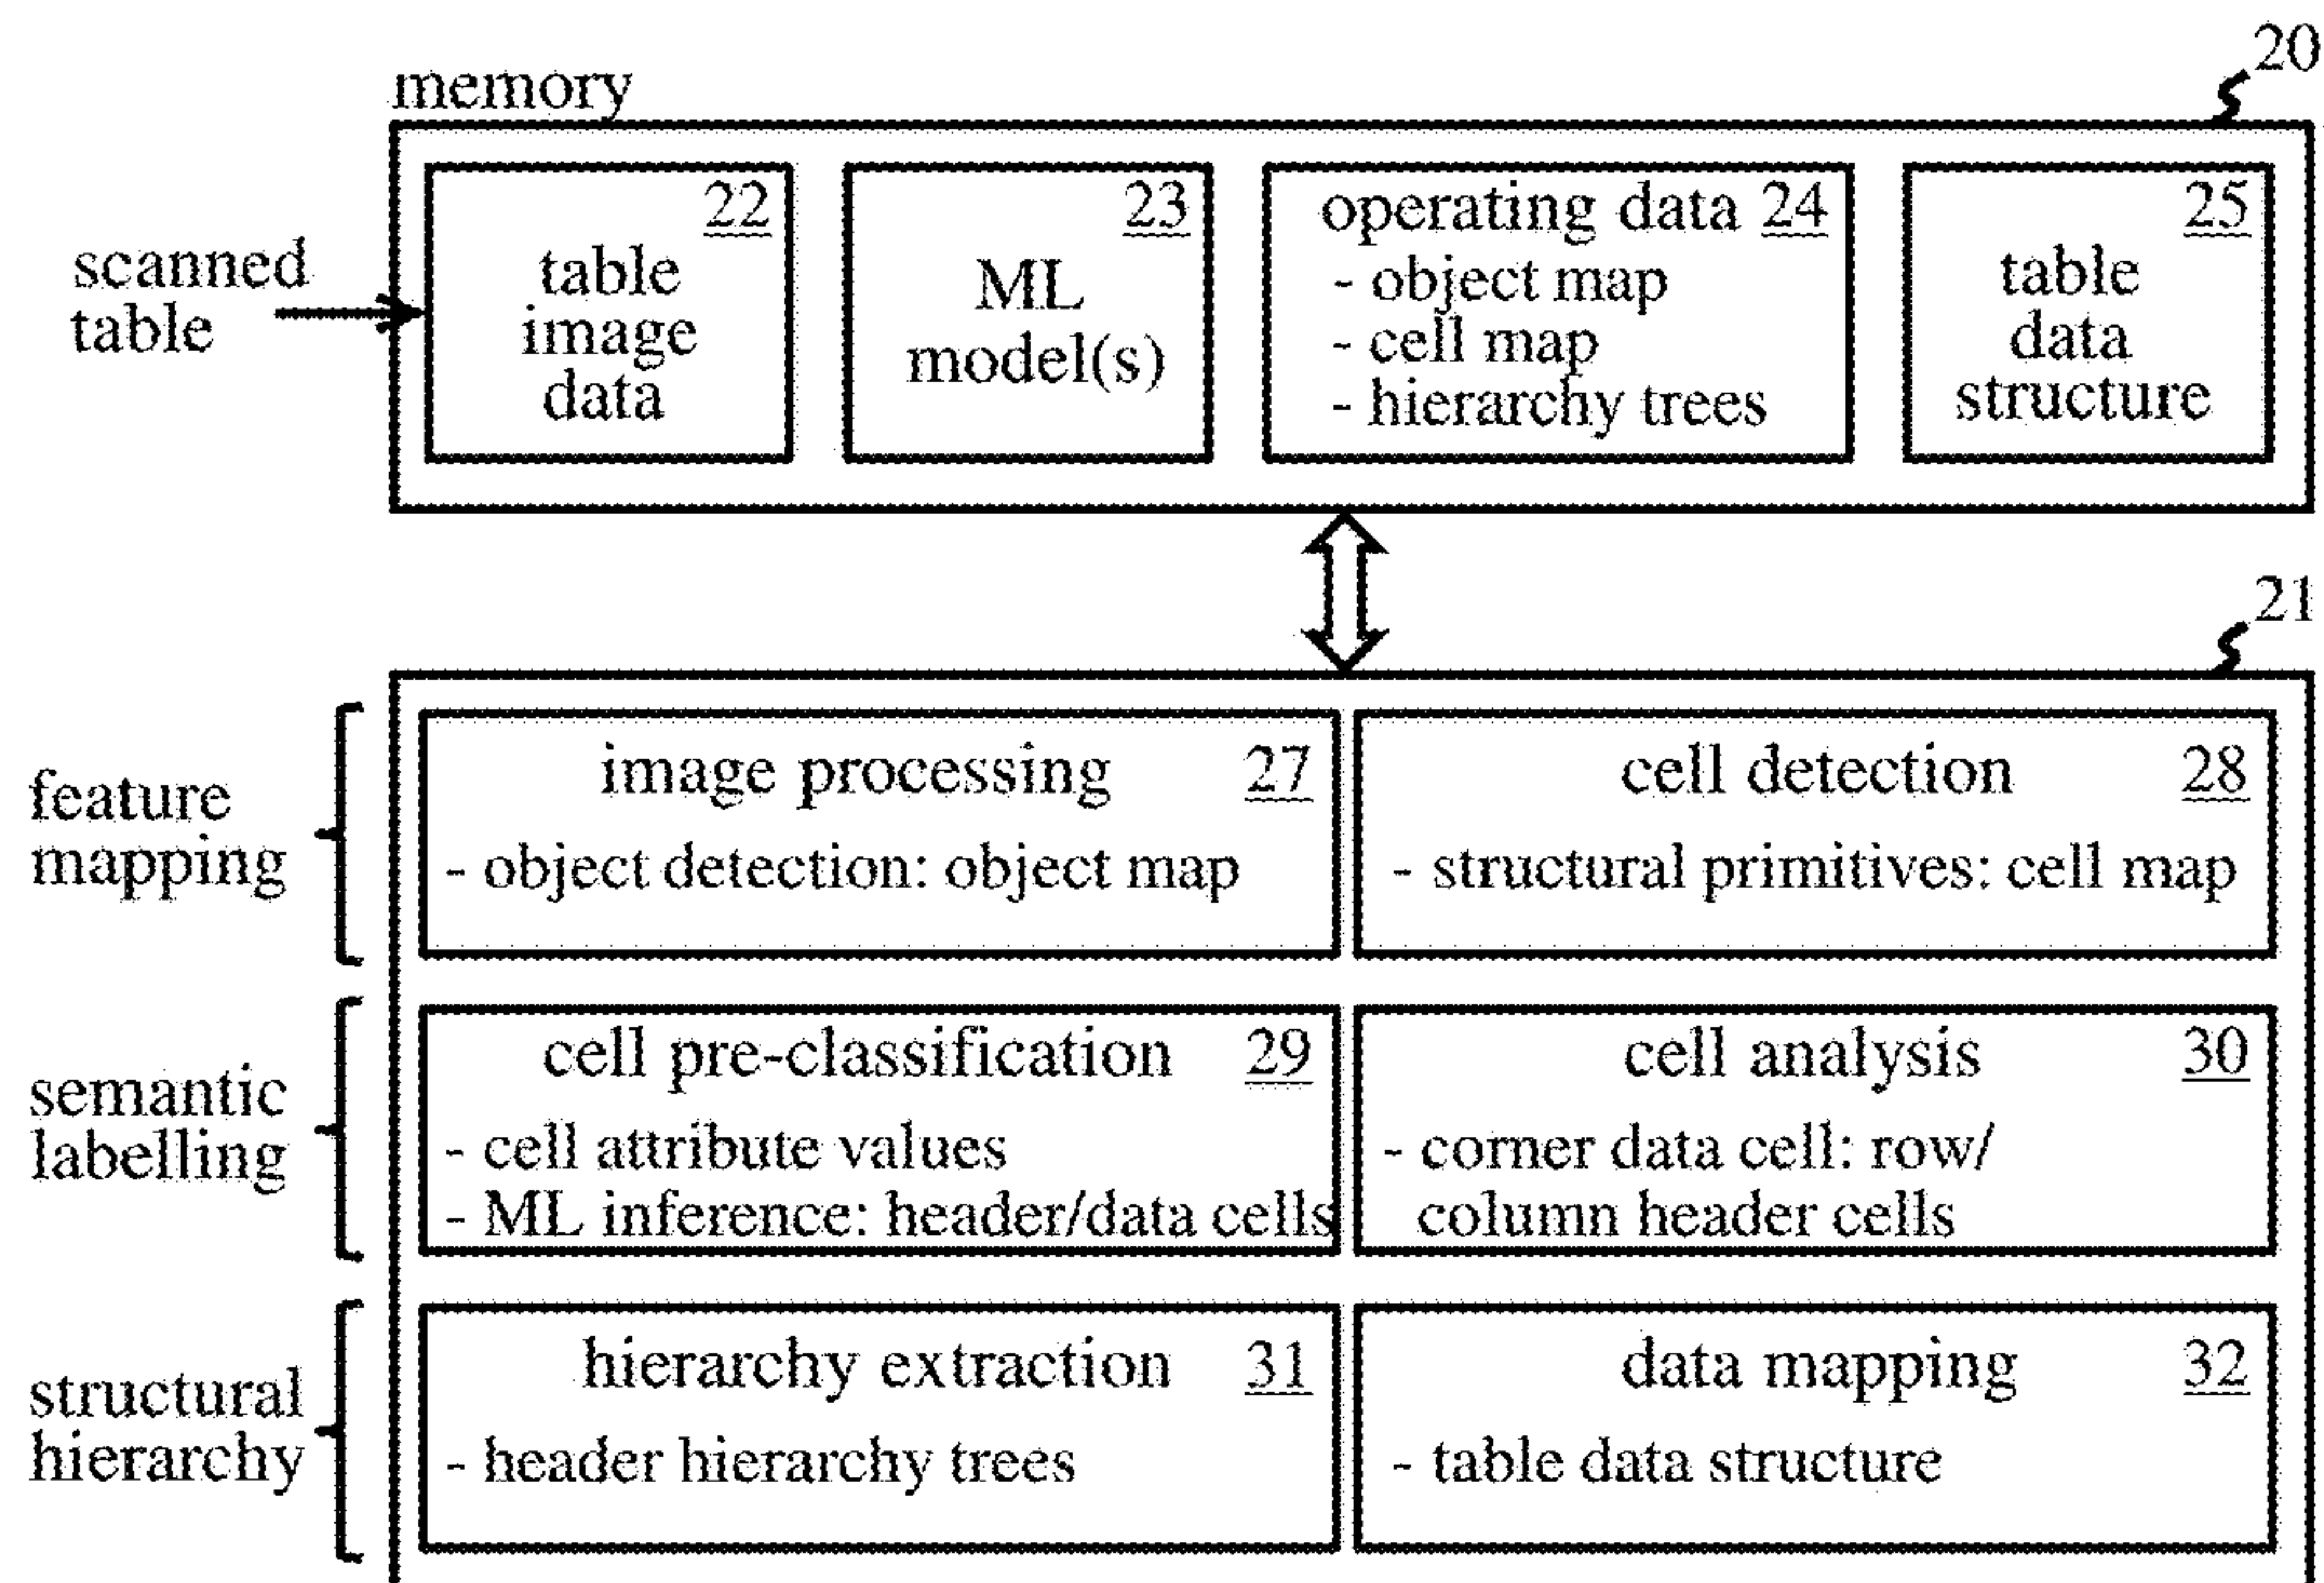 20
memory
22
table
image
data
23
ML
model(s)
operating data 24
- object map
- cell map
- hierarchy trees
25
table
data
structure
scanned
table
21
feature
mapping
image processing 27
- object detection: object map
cell detection 28
- structural primitives: cell map
semantic
labelling
cell pre-classification 29
- cell attribute values
- ML inference: header/data cells
cell analysis 30
- corner data cell: row/
column header cells
structural
hierarchy
hierarchy extraction 31
- header hierarchy trees
data mapping 32
- table data structure